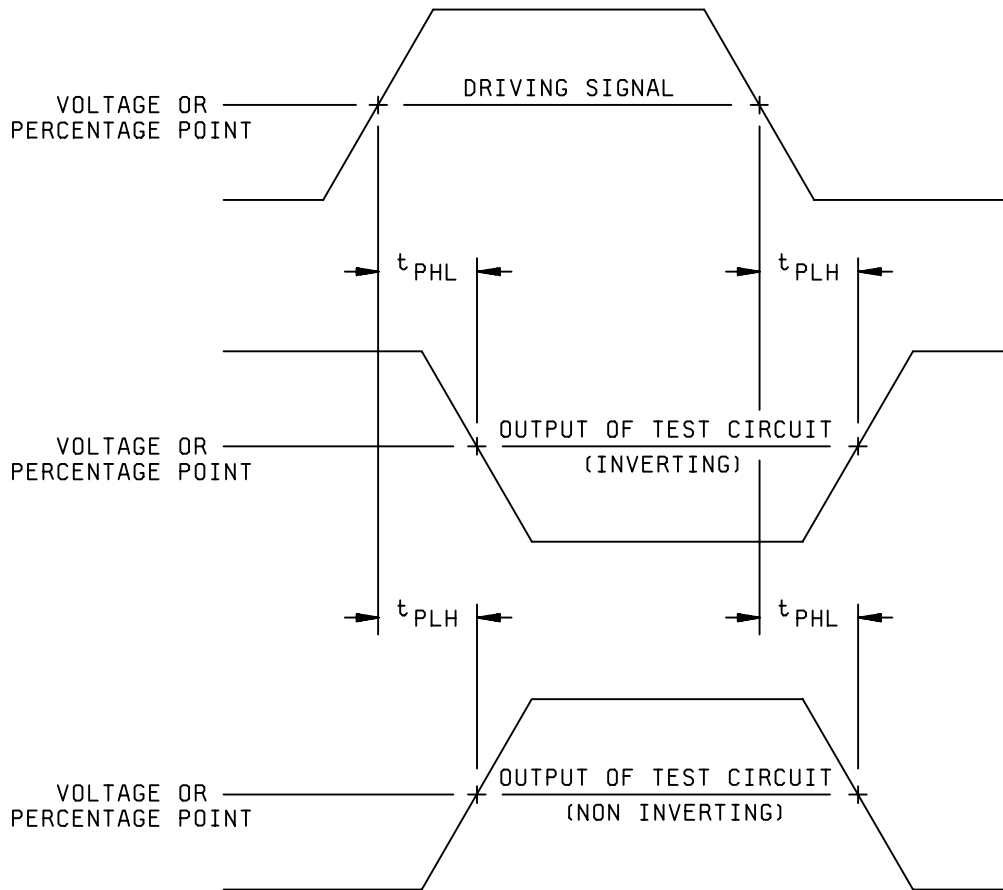 DRIVING SIGNAL
VOLTAGE OR
PERCENTAGE POINT
tPHL
tPLH
OUTPUT OF TEST CIRCUIT
(INVERTING)
VOLTAGE OR
PERCENTAGE POINT
tPLH
tPHL
OUTPUT OF TEST CIRCUIT
(NON INVERTING)
VOLTAGE OR
PERCENTAGE POINT